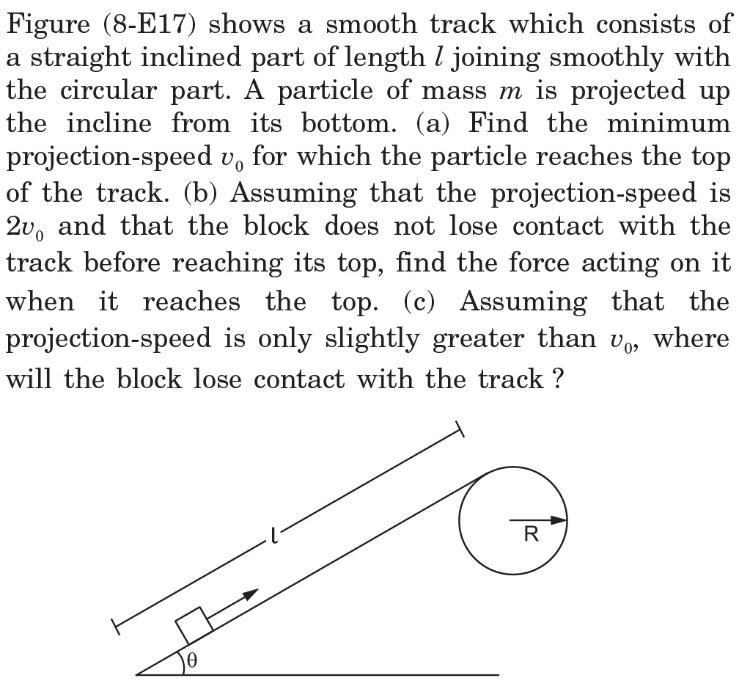 Figure (8-E17) shows a smooth track which consists of
a straight inclined part of length l joining smoothly with
the circular part. A particle of mass m is projected up
the incline from its bottom. (a) Find the minimum
projection-speed v₀ for which the particle reaches the top
of the track. (b) Assuming that the projection-speed is
2v₀ and that the block does not lose contact with the
track before reaching its top, find the force acting on it
when it reaches the top. (c) Assuming that the
projection-speed is only slightly greater than v₀, where
will the block lose contact with the track ?
l
R
θ